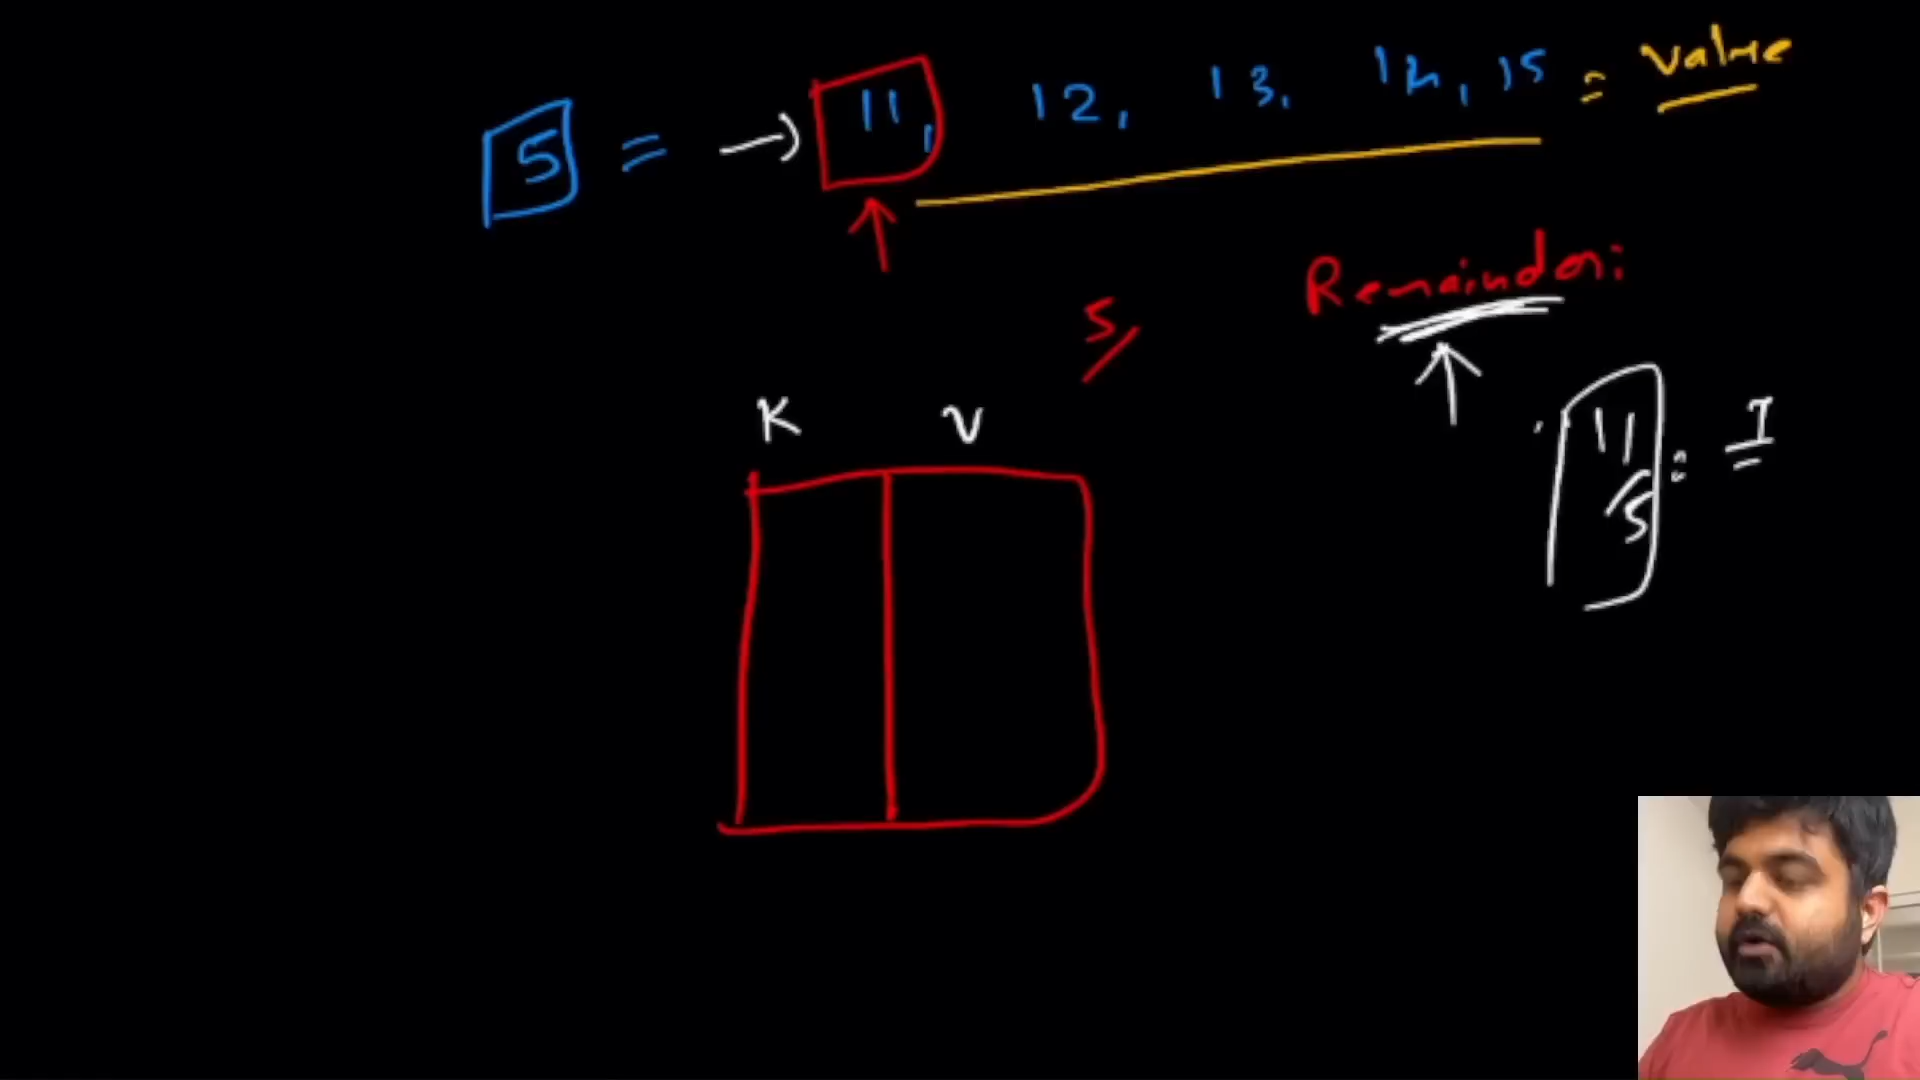 5 = → 11, 12, 13, 14, 15 = value
Remainder:
5,
K V
11/5 = 1